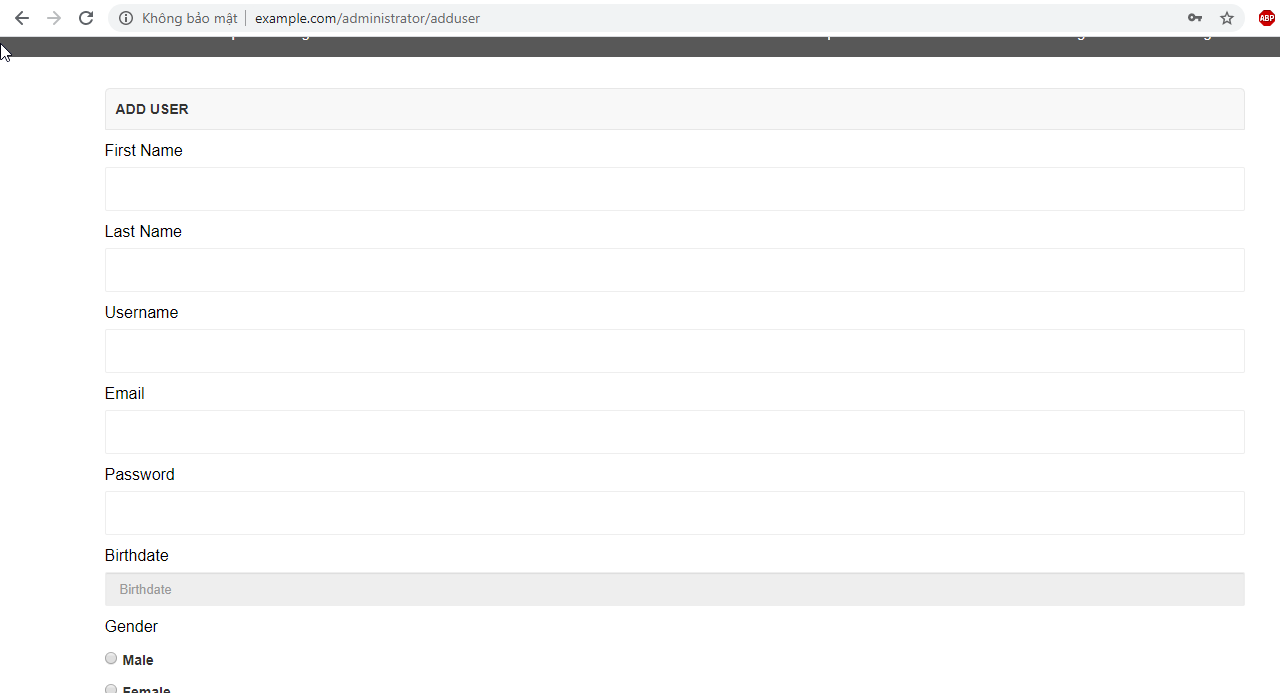 Không bảo mật example.com/administrator/adduser
ABP
ADD USER
First Name
Last Name
Username
Email
Password
Birthdate
Birthdate
Gender
Male
Female